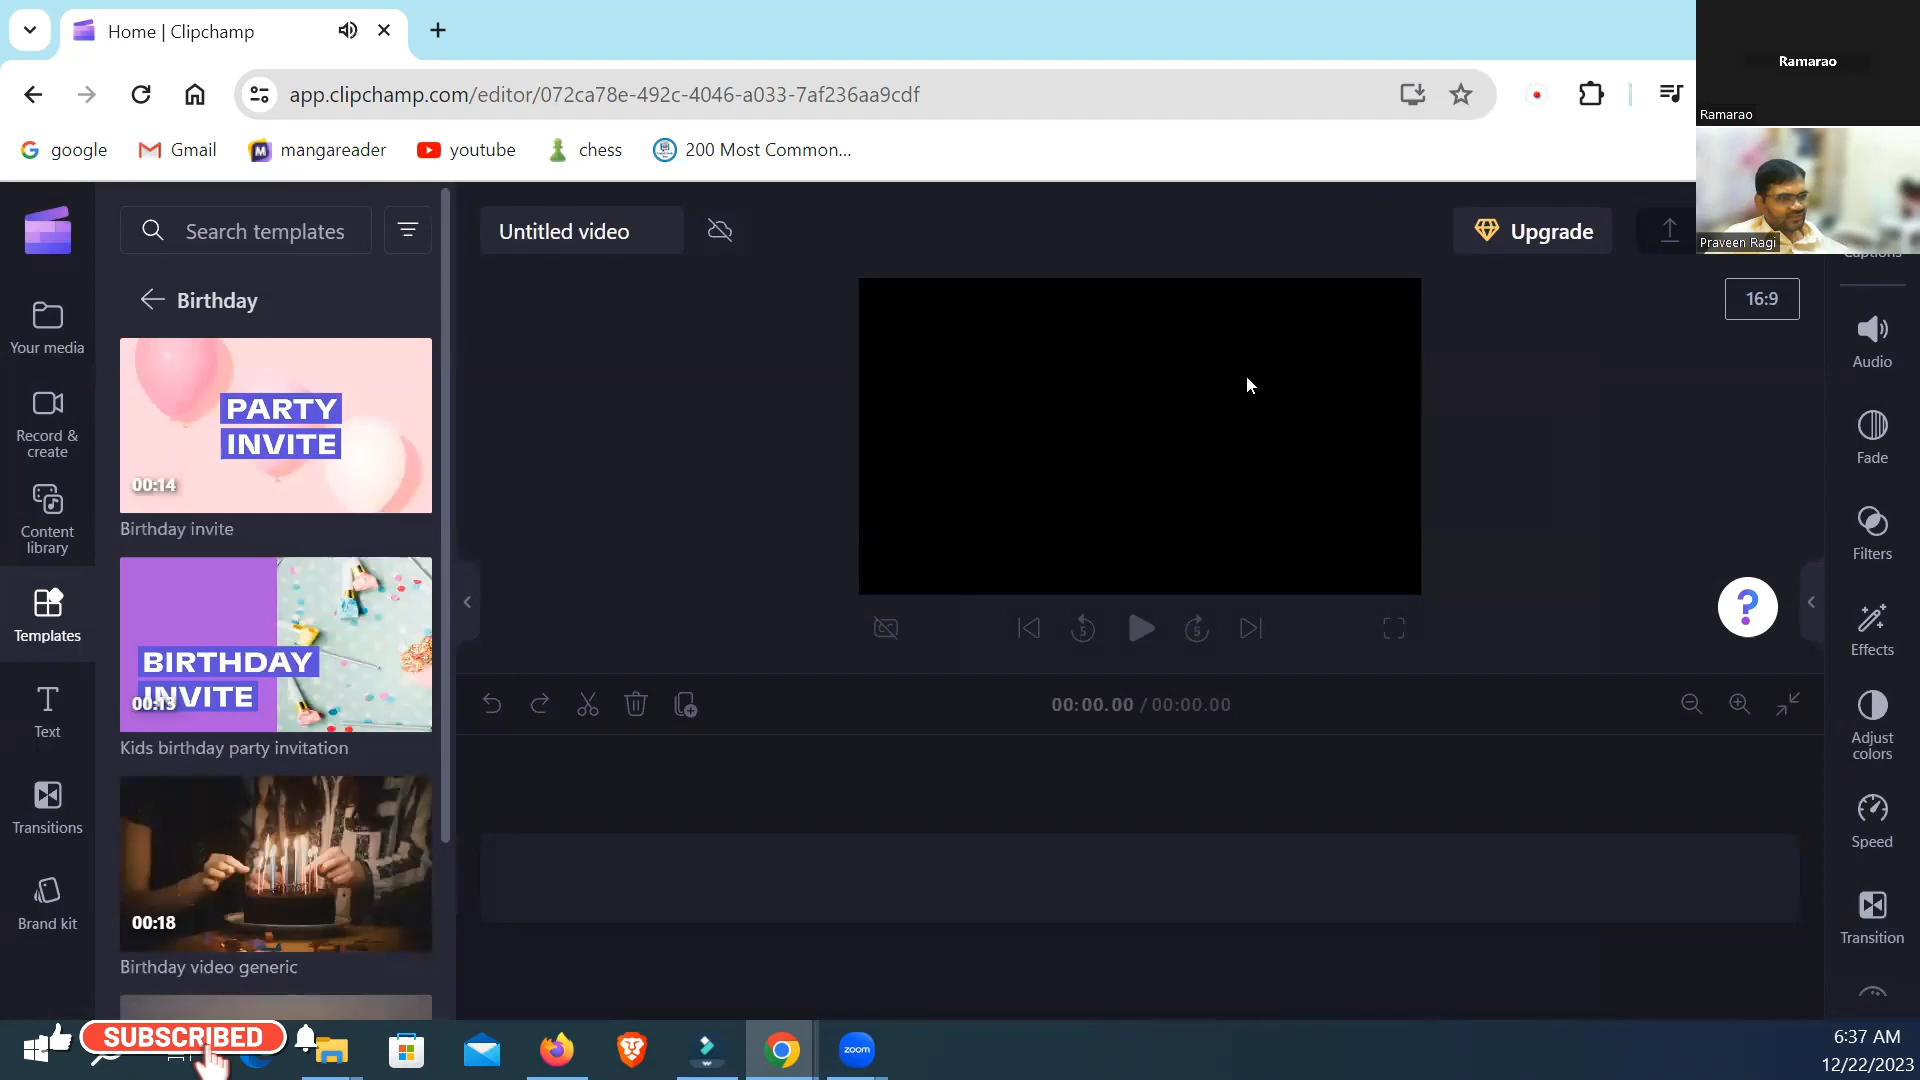 Home | Clipchamp
app.clipchamp.com/editor/072ca78e-492c-4046-a033-7af236aa9cdf
google
Gmail
mangareader
youtube
chess
200 Most Common...
Ramarao
Ramarao
Praveen Ragi
Search templates
Untitled video
Upgrade
Captions
Birthday
16:9
Your media
Record &
create
Content
library
Templates
Text
Transitions
Brand kit
PARTY
INVITE
00:14
Birthday invite
BIRTHDAY
INVITE
00:15
Kids birthday party invitation
00:18
Birthday video generic
5
5
00:00.00 / 00:00.00
Audio
Fade
Filters
Effects
Adjust
colors
Speed
Transition
SUBSCRIBED
zoom
6:37 AM
12/22/2023